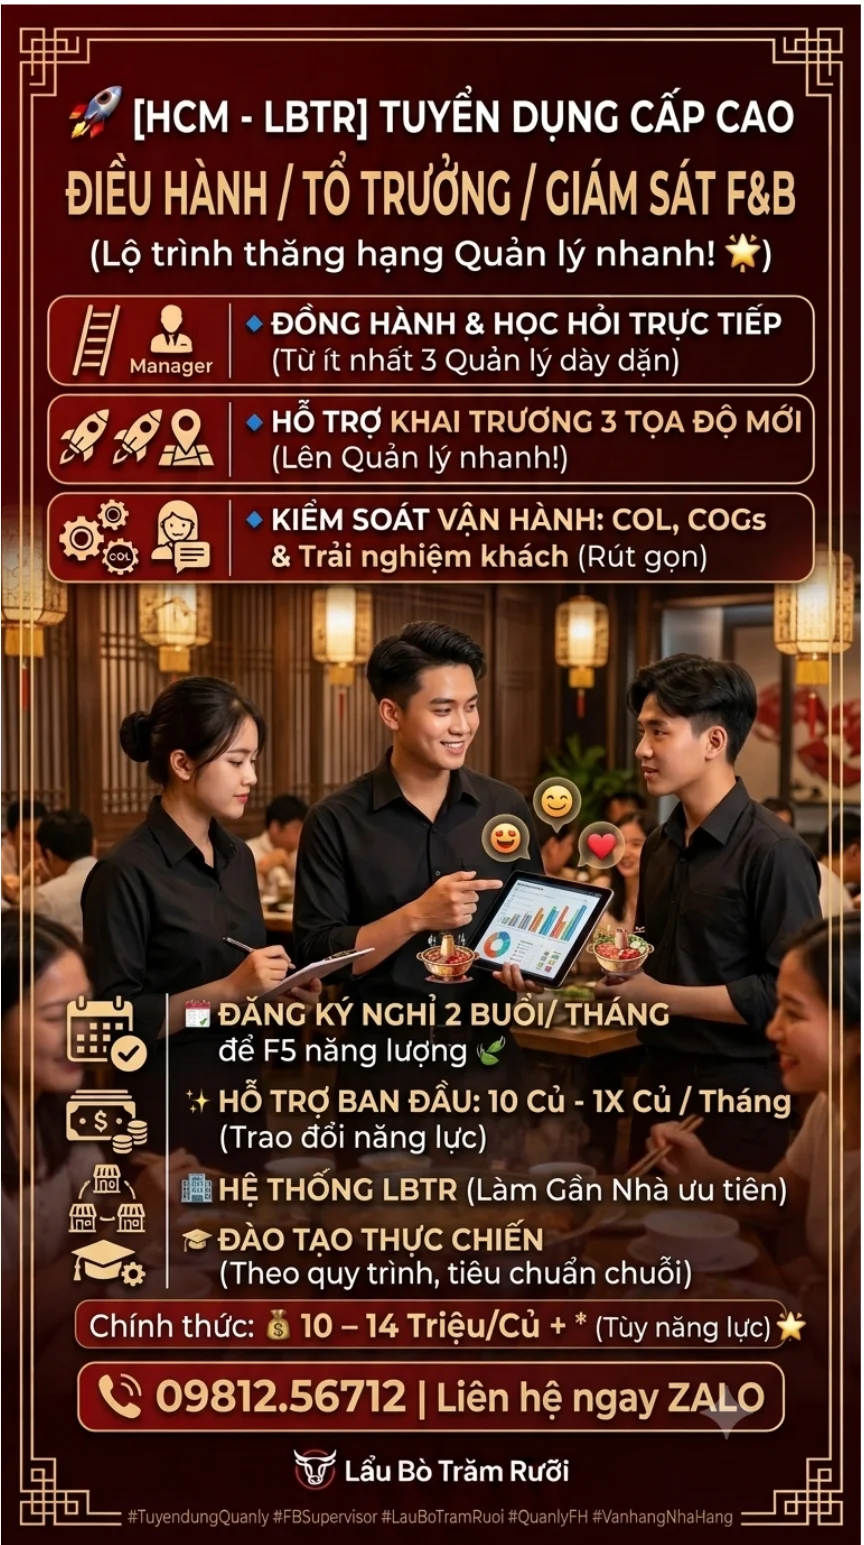 🚀 [HCM - LBTR] TUYỂN DỤNG CẤP CAO
ĐIỀU HÀNH / TỔ TRƯỞNG / GIÁM SÁT F&B
(Lộ trình thăng hạng Quản lý nhanh! 🌟)
Manager
🔹 ĐỒNG HÀNH & HỌC HỎI TRỰC TIẾP
(Từ ít nhất 3 Quản lý dày dặn)
🔹 HỖ TRỢ KHAI TRƯƠNG 3 TỌA ĐỘ MỚI
(Lên Quản lý nhanh!)
COL
🔹 KIỂM SOÁT VẬN HÀNH: COL, COGs
& Trải nghiệm khách (Rút gọn)
🗓️ ĐĂNG KÝ NGHỈ 2 BUỔI/ THÁNG
để F5 năng lượng 🌿
✨ HỖ TRỢ BAN ĐẦU: 10 Củ - 1X Củ / Tháng
(Trao đổi năng lực)
🏢 HỆ THỐNG LBTR (Làm Gần Nhà ưu tiên)
🎓 ĐÀO TẠO THỰC CHIẾN
(Theo quy trình, tiêu chuẩn chuỗi)
Chính thức: 💰 10 – 14 Triệu/Củ + * (Tùy năng lực) 🌟
09812.56712 | Liên hệ ngay ZALO
Lẩu Bò Trăm Rưỡi
#TuyendungQuanly #FBSupervisor #LauBoTramRuoi #QuanlyFH #VanhangNhaHang